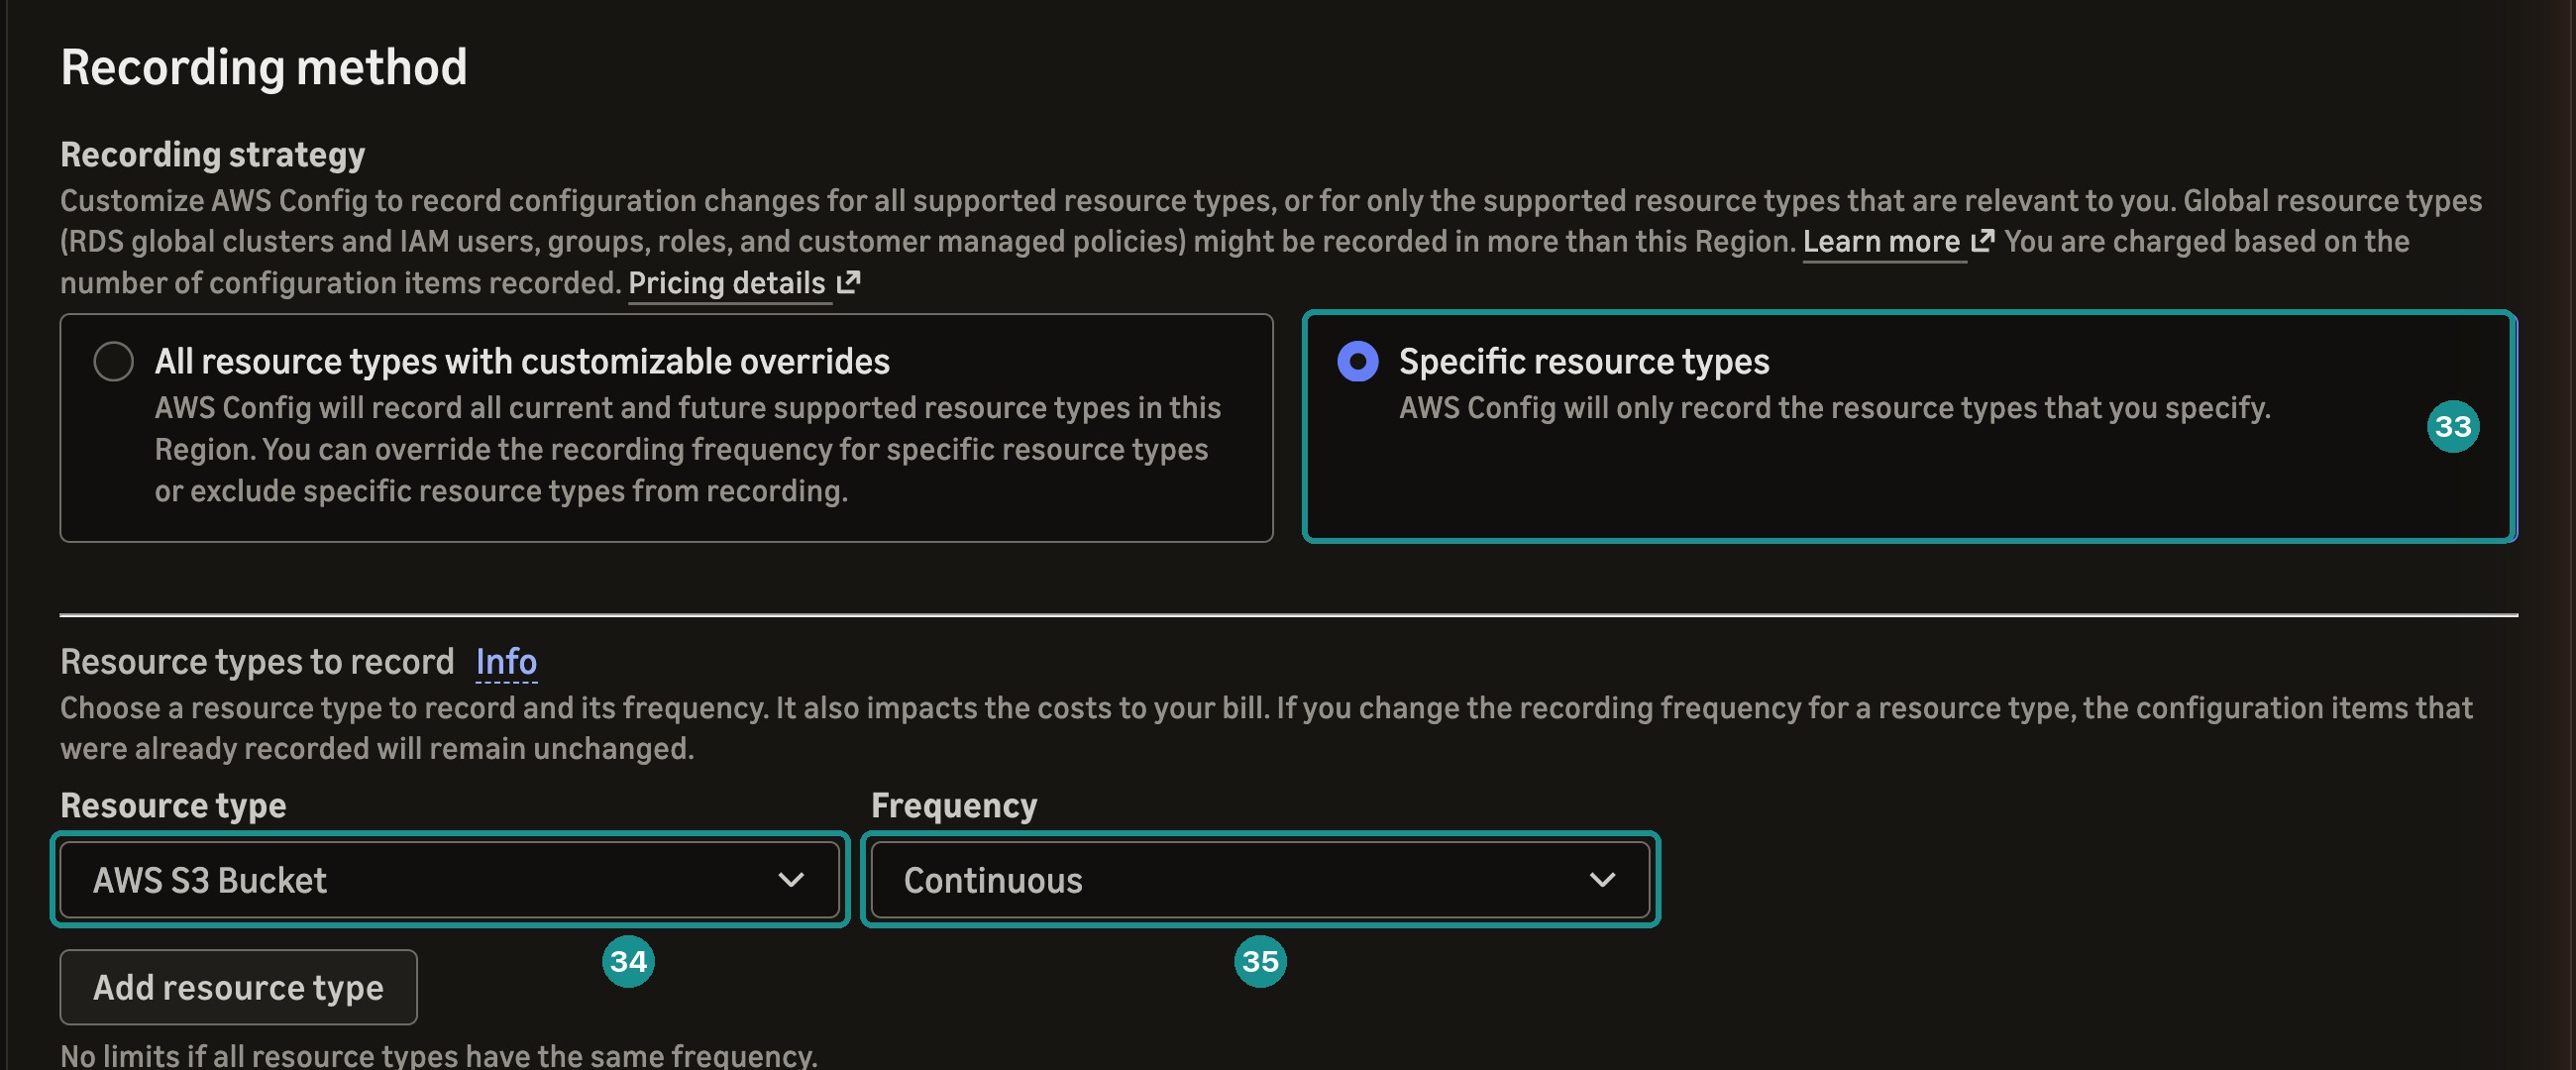 Recording method
Recording strategy
Customize AWS Config to record configuration changes for all supported resource types, or for only the supported resource types that are relevant to you. Global resource types
(RDS global clusters and IAM users, groups, roles, and customer managed policies) might be recorded in more than this Region. Learn more You are charged based on the
number of configuration items recorded. Pricing details
All resource types with customizable overrides
AWS Config will record all current and future supported resource types in this
Region. You can override the recording frequency for specific resource types
or exclude specific resource types from recording.
Specific resource types
AWS Config will only record the resource types that you specify.
33
Resource types to record Info
Choose a resource type to record and its frequency. It also impacts the costs to your bill. If you change the recording frequency for a resource type, the configuration items that
were already recorded will remain unchanged.
Resource type
Frequency
AWS S3 Bucket
Continuous
34
35
Add resource type
No limits if all resource types have the same frequency.